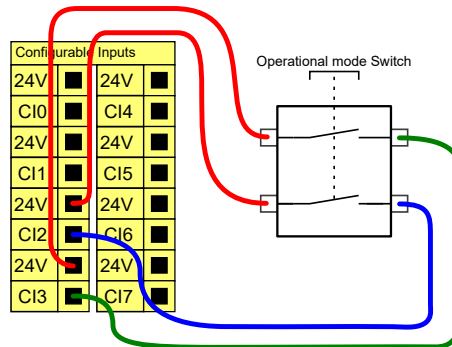 Configurable Inputs
Operational mode Switch
24V 24V
CI0 CI4
24V 24V
CI1 CI5
24V 24V
CI2 CI6
24V 24V
CI3 CI7